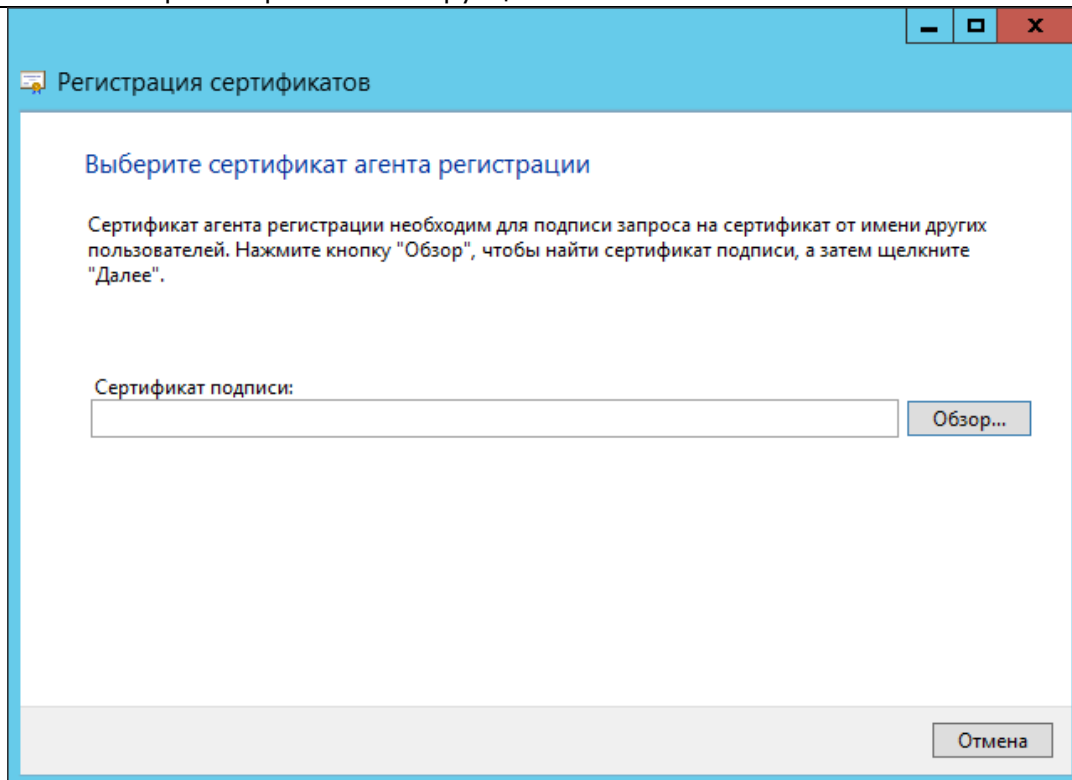 Регистрация сертификатов
Выберите сертификат агента регистрации
Сертификат агента регистрации необходим для подписи запроса на сертификат от имени других
пользователей. Нажмите кнопку "Обзор", чтобы найти сертификат подписи, а затем щелкните
"Далее".
Сертификат подписи:
Обзор...
Отмена